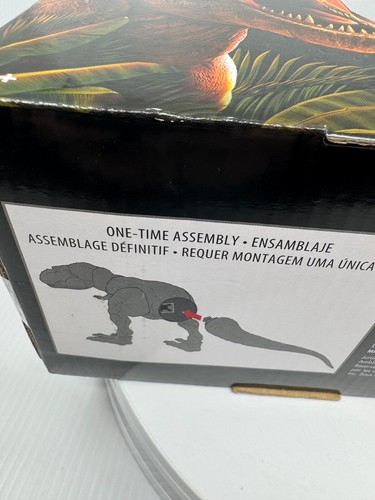 ONE-TIME ASSEMBLY • ENSAMBLAJE
ASSEMBLAGE DÉFINITIF • REQUER MONTAGEM UMA ÚNICA